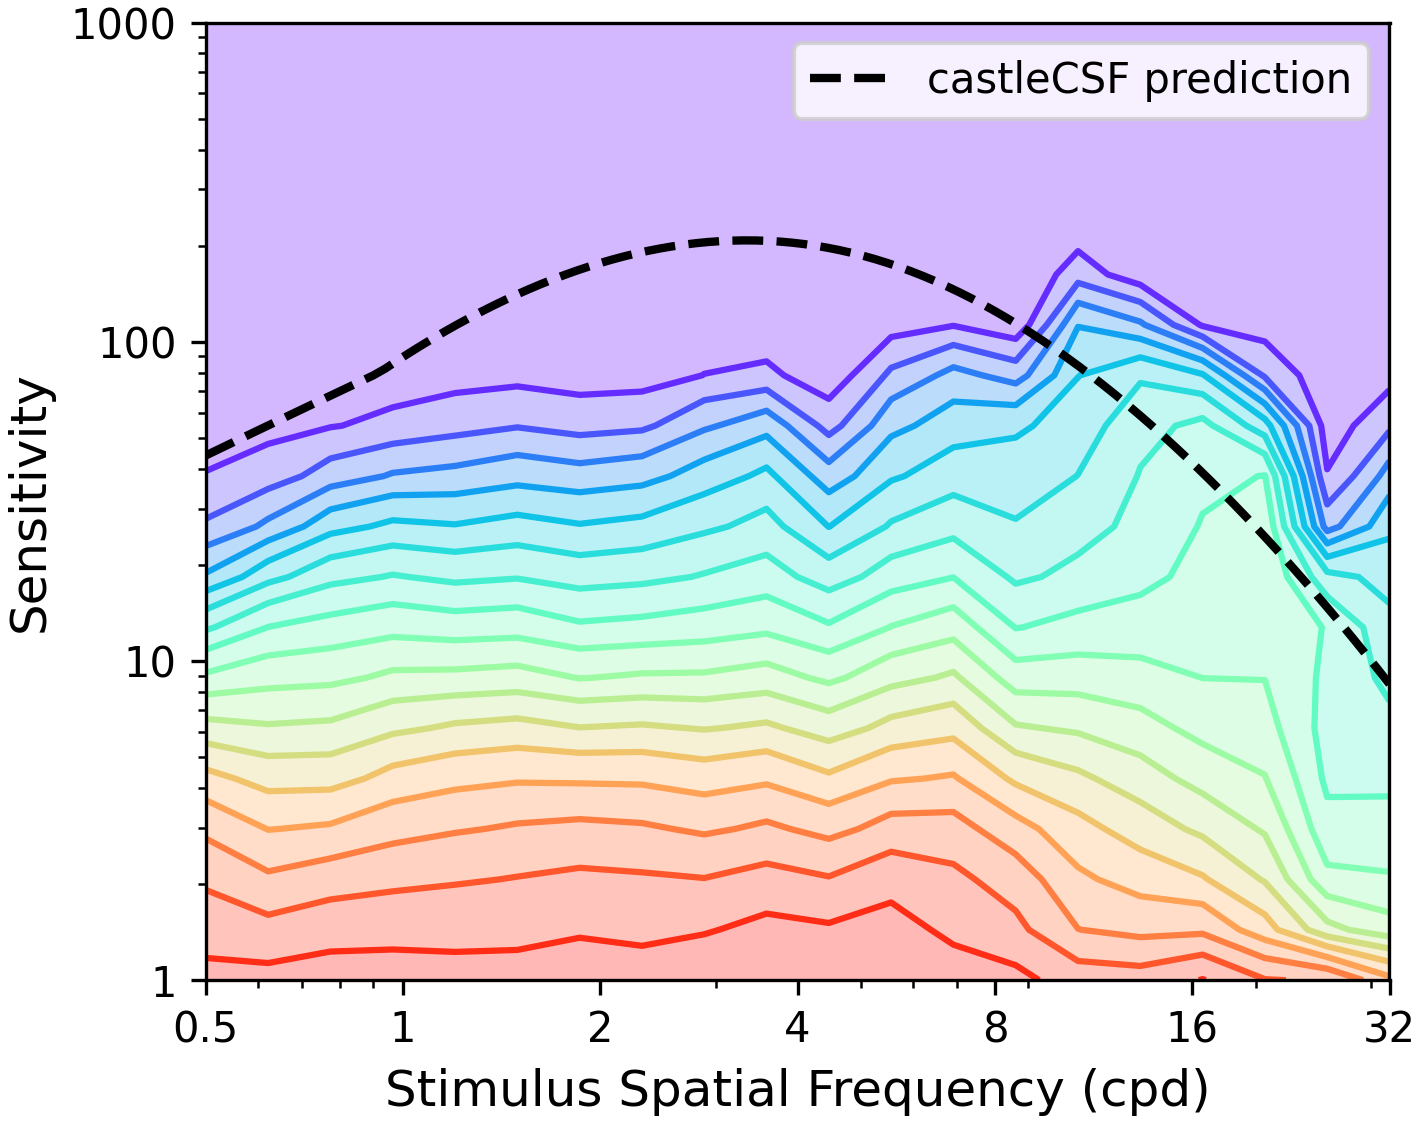 1000
100
10
1
Sensitivity
castleCSF prediction
0.5 1 2 4 8 16 32
Stimulus Spatial Frequency (cpd)